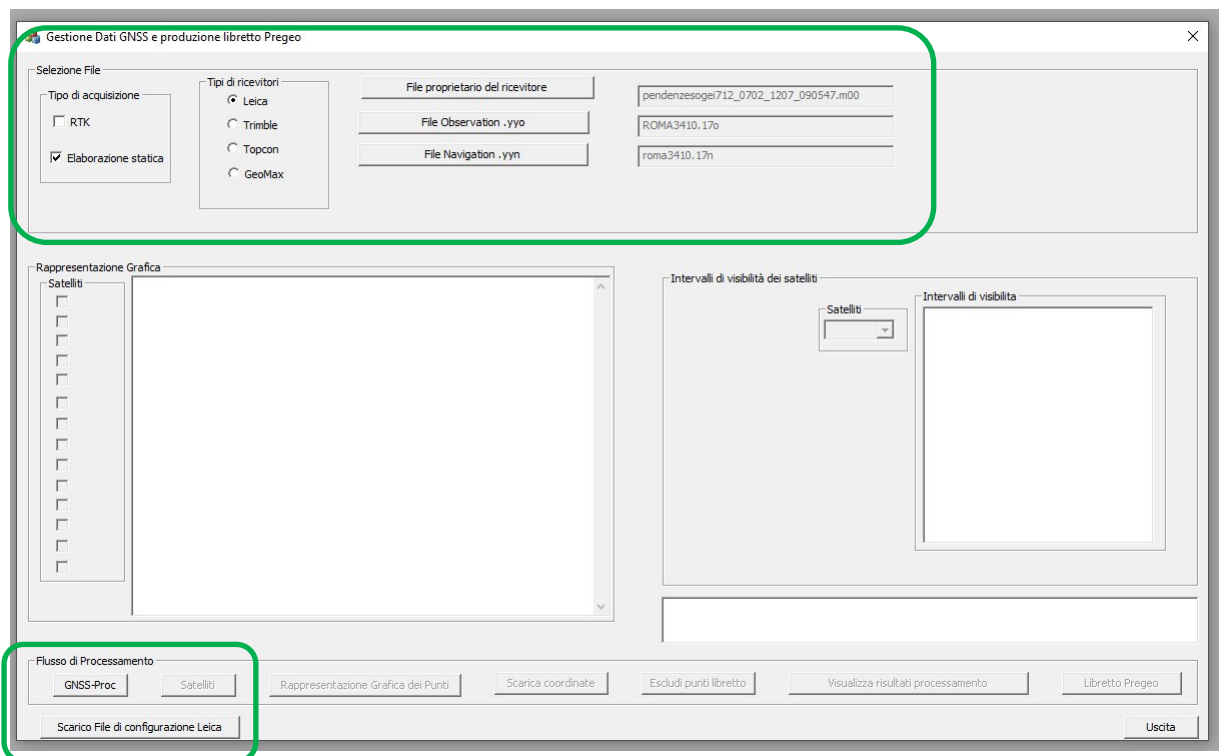 Gestione Dati GNSS e produzione libretto Pregeo
Selezione File
Tipo di acquisizione
RTK
Elaborazione statica
Tipi di ricevitori
Leica
Trimble
Topcon
GeoMax
File proprietario del ricevitore
pendenzesogei712_0702_1207_090547.m00
File Observation .yyo
ROMA3410.17o
File Navigation .yyn
roma3410.17n
Rappresentazione Grafica
Satelliti
Intervalli di visibilità dei satelliti
Satelliti
Intervalli di visibilita
Flusso di Processamento
GNSS-Proc
Satelliti
Rappresentazione Grafica dei Punti
Scarica coordinate
Escludi punti libretto
Visualizza risultati processamento
Libretto Pregeo
Scarico File di configurazione Leica
Uscita